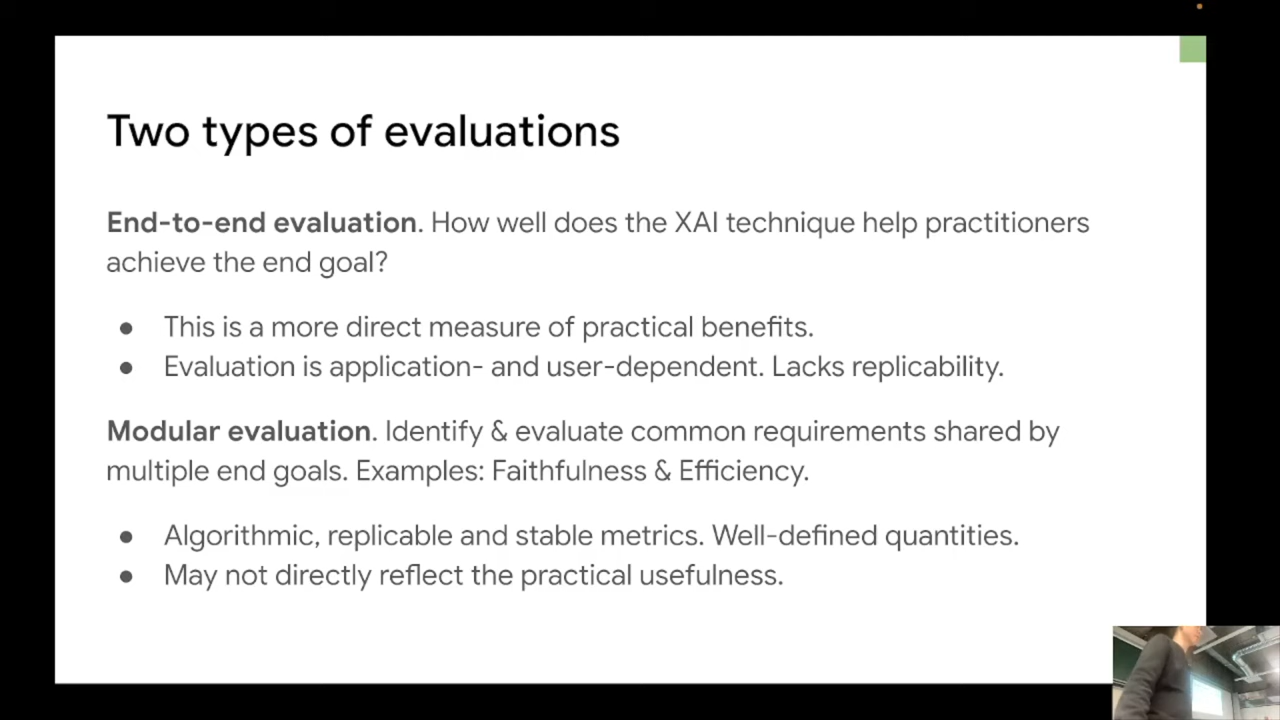 Two types of evaluations
End-to-end evaluation. How well does the XAI technique help practitioners
achieve the end goal?
● This is a more direct measure of practical benefits.
● Evaluation is application- and user-dependent. Lacks replicability.
Modular evaluation. Identify & evaluate common requirements shared by
multiple end goals. Examples: Faithfulness & Efficiency.
● Algorithmic, replicable and stable metrics. Well-defined quantities.
● May not directly reflect the practical usefulness.